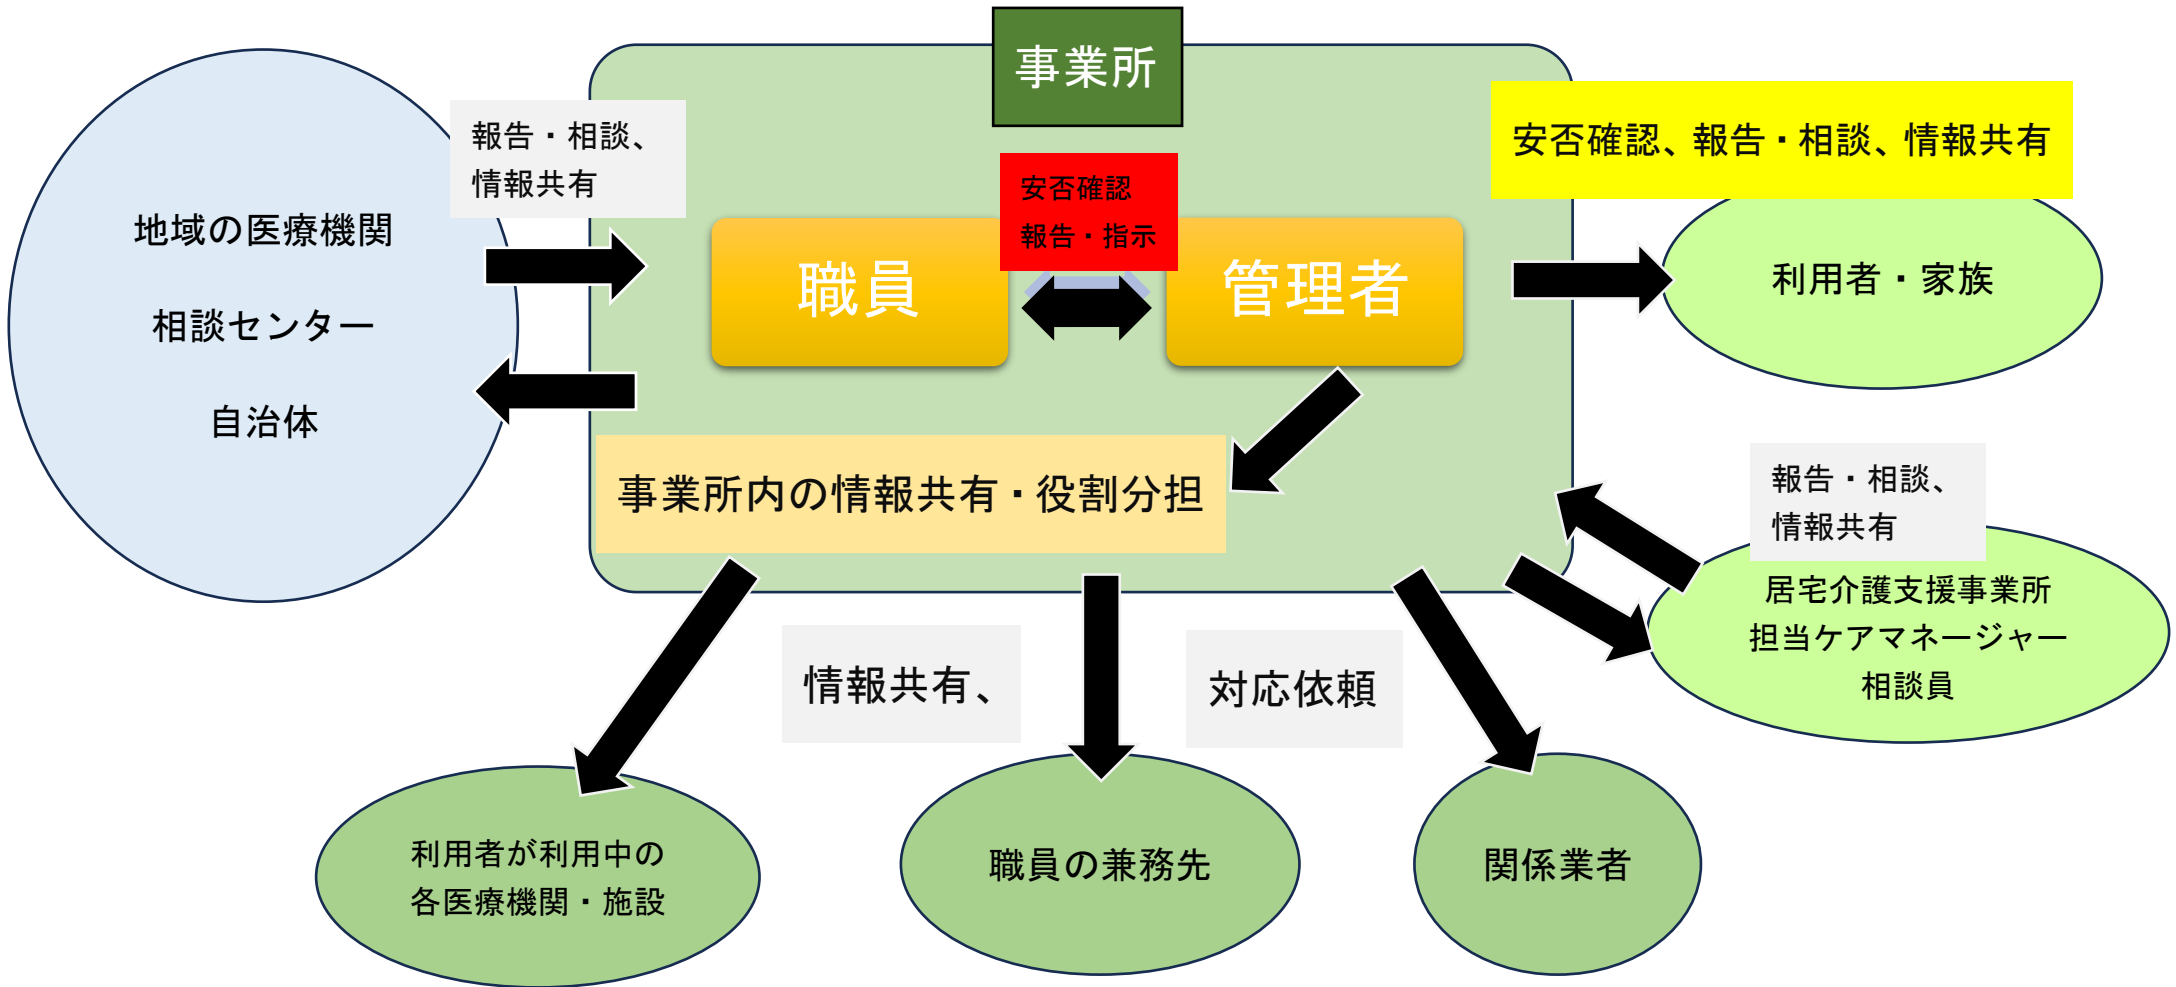 事業所
報告・相談、
情報共有
安否確認、報告・相談、情報共有
安否確認
報告・指示
地域の医療機関
相談センター
自治体
職員
管理者
利用者・家族
事業所内の情報共有・役割分担
報告・相談、
情報共有
居宅介護支援事業所
担当ケアマネージャー
相談員
情報共有、
対応依頼
利用者が利用中の
各医療機関・施設
職員の兼務先
関係業者